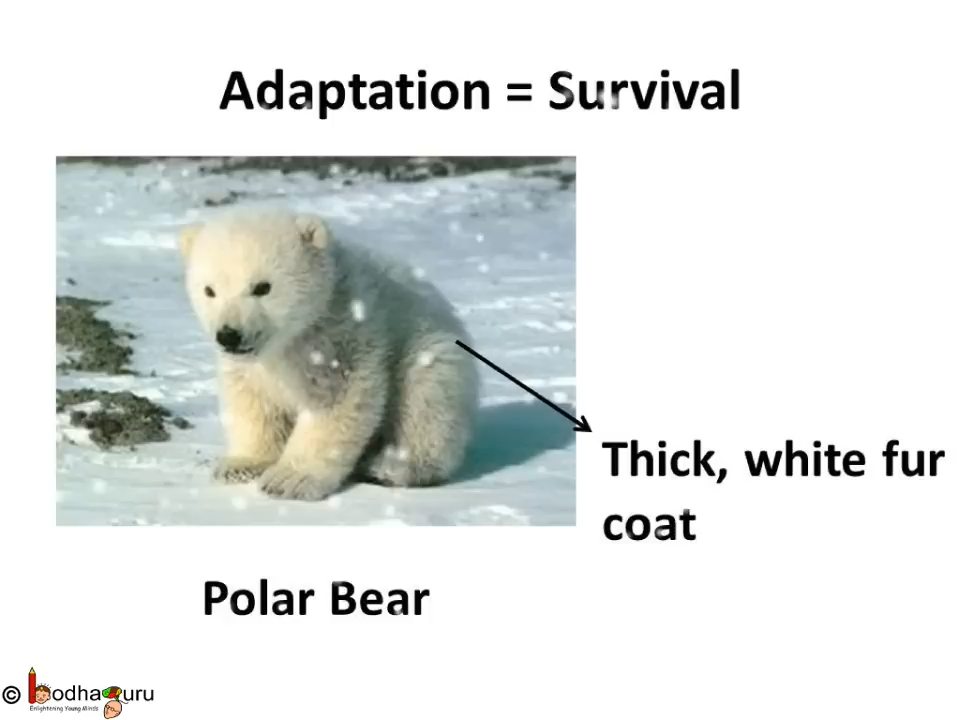 Adaptation = Survival
Thick, white fur
coat
Polar Bear
© bodhaguru
Enlightening Young Minds